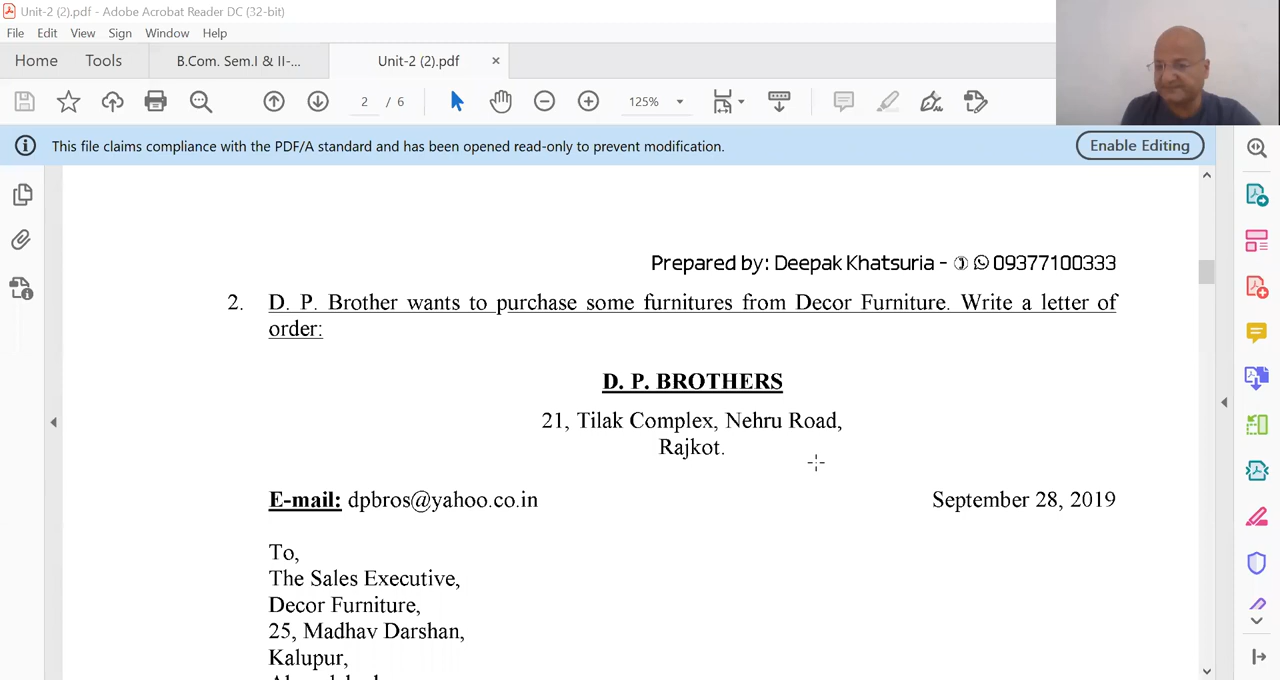 Unit-2 (2).pdf - Adobe Acrobat Reader DC (32-bit)
File Edit View Sign Window Help
Home Tools B.Com. Sem.I & II-... Unit-2 (2).pdf ×
2 / 6 125%
This file claims compliance with the PDF/A standard and has been opened read-only to prevent modification. Enable Editing
Prepared by: Deepak Khatsuria - 09377100333
2. D. P. Brother wants to purchase some furnitures from Decor Furniture. Write a letter of
order:
D. P. BROTHERS
21, Tilak Complex, Nehru Road,
Rajkot.
E-mail: dpbros@yahoo.co.in September 28, 2019
To,
The Sales Executive,
Decor Furniture,
25, Madhav Darshan,
Kalupur,